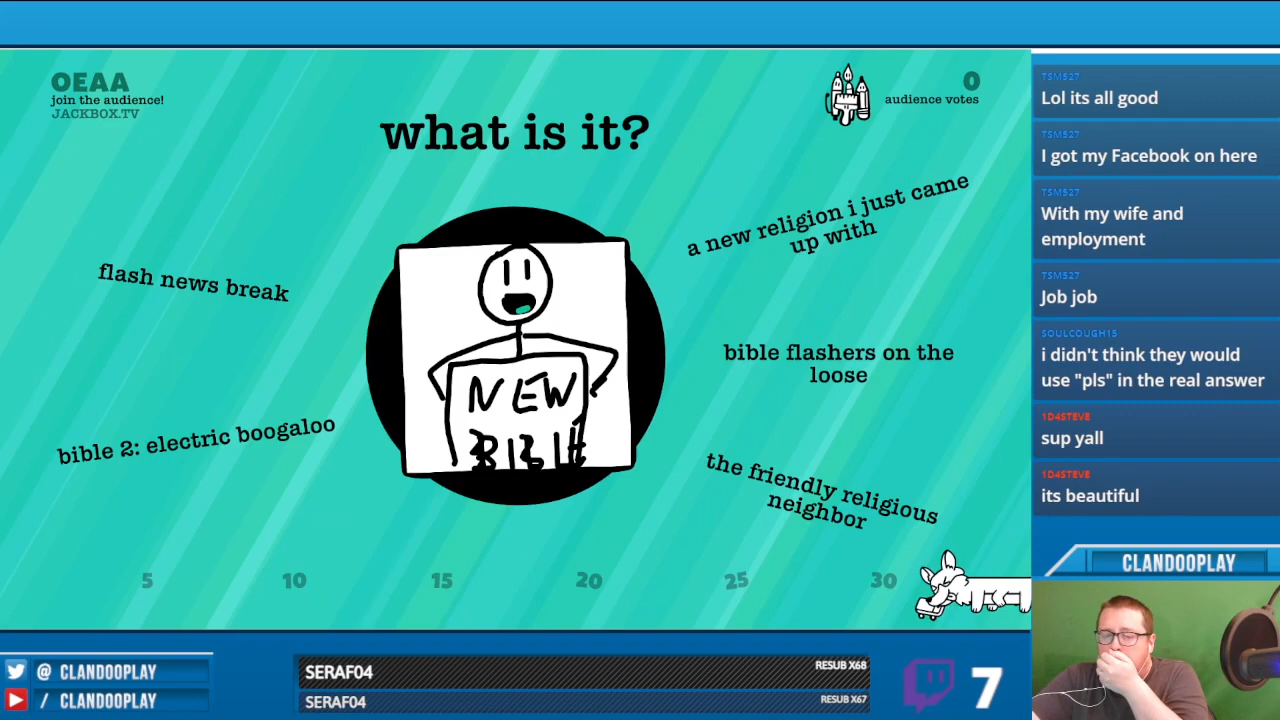 OEAA
join the audience!
JACKBOX.TV
0
audience votes
what is it?
flash news break
bible 2: electric boogaloo
a new religion i just came
up with
bible flashers on the
loose
the friendly religious
neighbor
NEW
5
10
15
20
25
30
TSM527
Lol its all good
TSM527
I got my Facebook on here
TSM527
With my wife and
employment
TSM527
Job job
SOULCOUGH15
i didn't think they would
use "pls" in the real answer
1D4STEVE
sup yall
1D4STEVE
its beautiful
CLANDOOPLAY
@ CLANDOOPLAY
/ CLANDOOPLAY
SERAF04
RESUB X68
SERAF04
RESUB X67
7